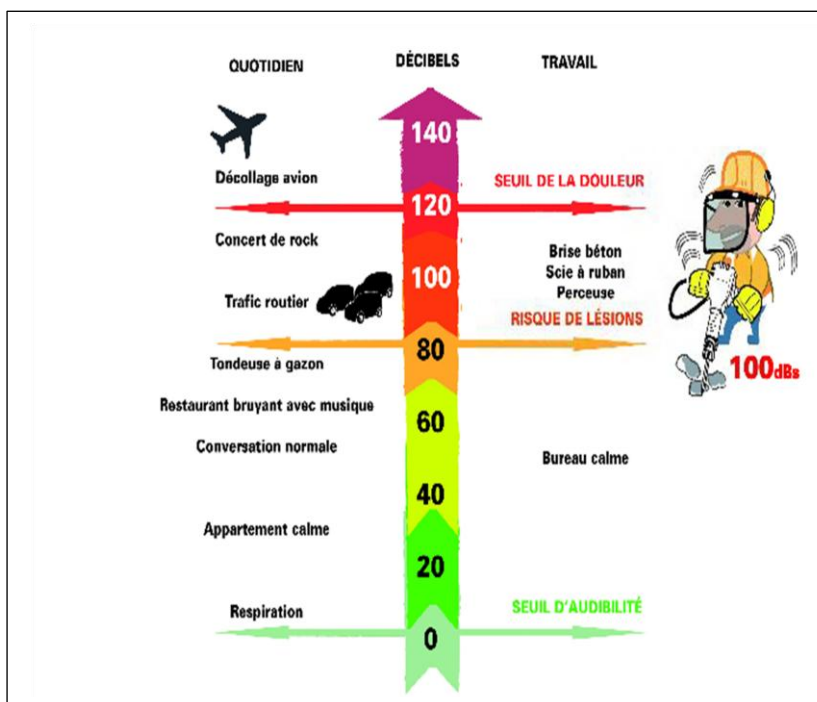 QUOTIDIEN
DÉCIBELS
TRAVAIL
140
Décollage avion
SEUIL DE LA DOULEUR
120
Concert de rock
Brise béton
Scie à ruban
Perceuse
100
Trafic routier
RISQUE DE LÉSIONS
80
Tondeuse à gazon
100dBs
Restaurant bruyant avec musique
60
Conversation normale
Bureau calme
40
Appartement calme
20
Respiration
SEUIL D'AUDIBILITÉ
0